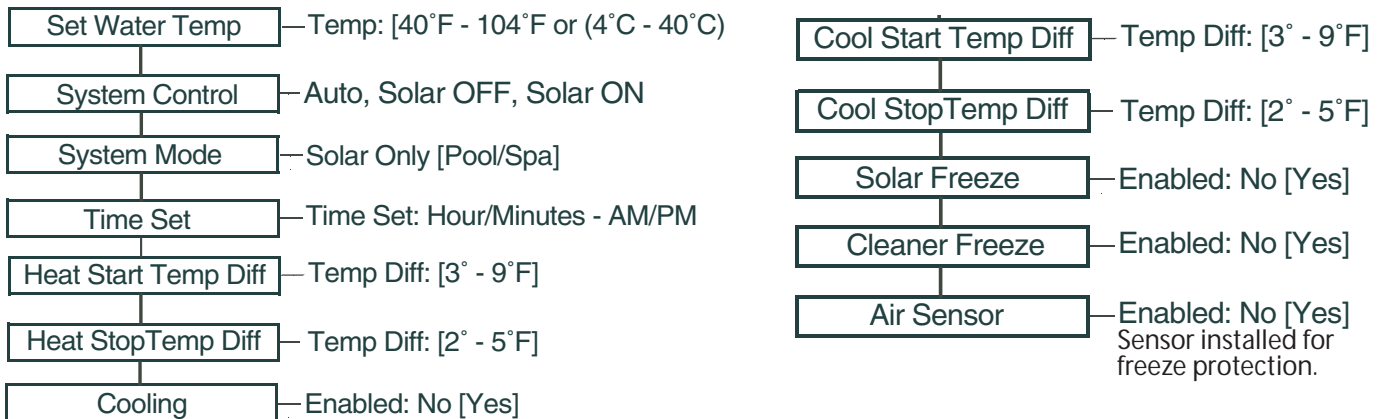 Set Water Temp Temp: [40˚F - 104˚F or (4˚C - 40˚C)
System Control Auto, Solar OFF, Solar ON
System Mode Solar Only [Pool/Spa]
Time Set Time Set: Hour/Minutes - AM/PM
Heat Start Temp Diff Temp Diff: [3˚ - 9˚F]
Heat StopTemp Diff Temp Diff: [2˚ - 5˚F]
Cooling Enabled: No [Yes]
Cool Start Temp Diff Temp Diff: [3˚ - 9˚F]
Cool StopTemp Diff Temp Diff: [2˚ - 5˚F]
Solar Freeze Enabled: No [Yes]
Cleaner Freeze Enabled: No [Yes]
Air Sensor Enabled: No [Yes]
Sensor installed for
freeze protection.